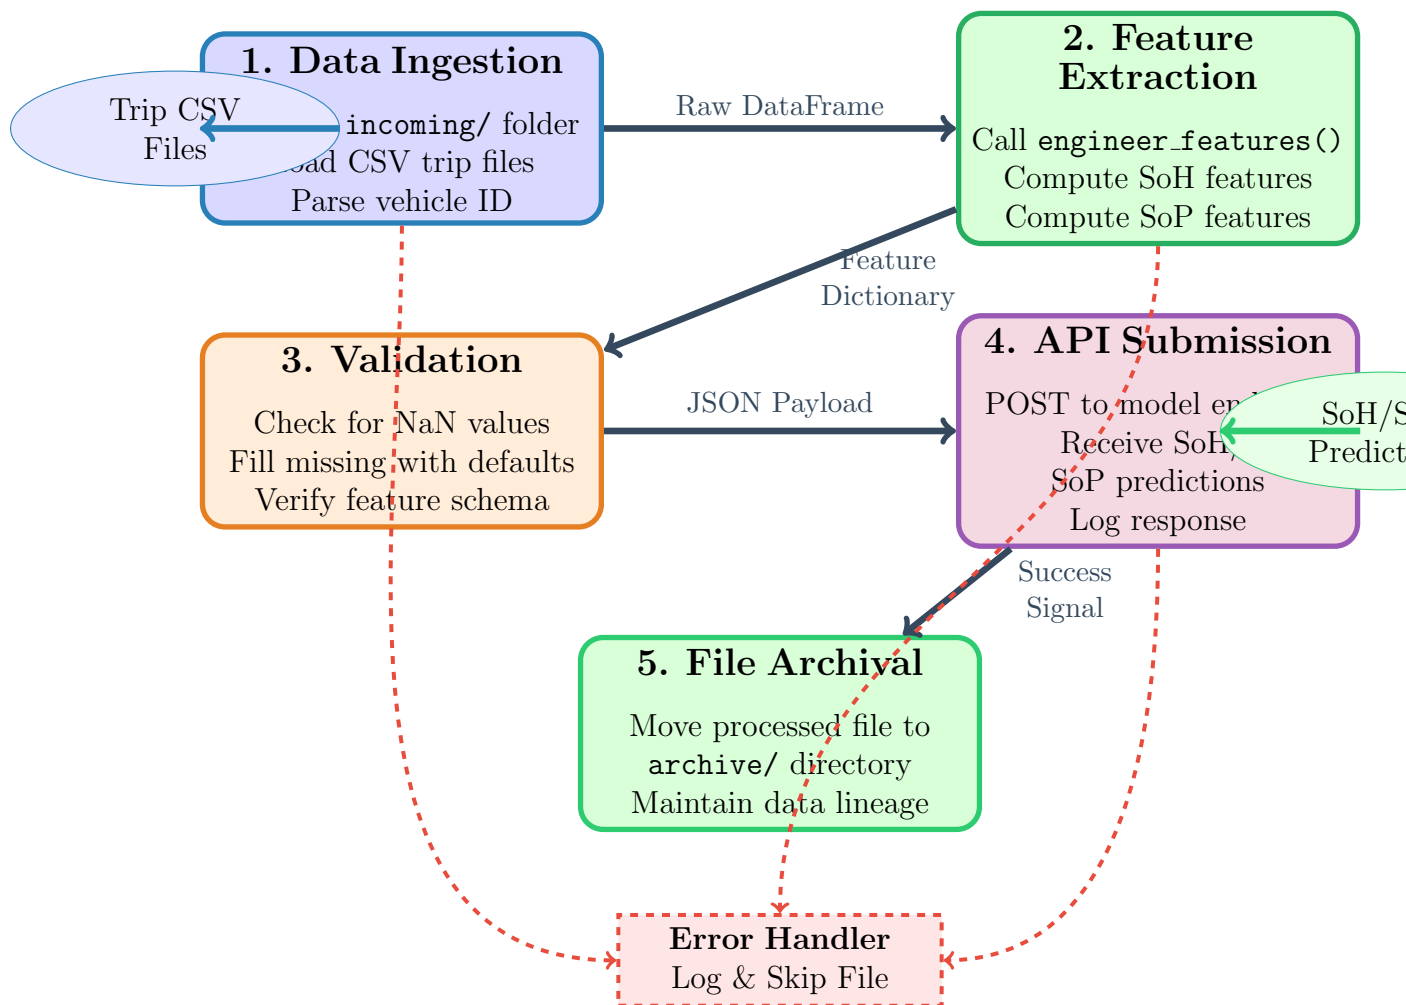 1. Data Ingestion
Trip CSV
Files
incoming/ folder
oad CSV trip files
Parse vehicle ID
Raw DataFrame
2. Feature
Extraction
Call engineer_features()
Compute SoH features
Compute SoP features
Feature
Dictionary
3. Validation
Check for NaN values
Fill missing with defaults
Verify feature schema
JSON Payload
4. API Submission
POST to model en
Receive SoH/
SoP predictions
Log response
SoH/S
Predict
Success
Signal
5. File Archival
Move processed file to
archive/ directory
Maintain data lineage
Error Handler
Log & Skip File